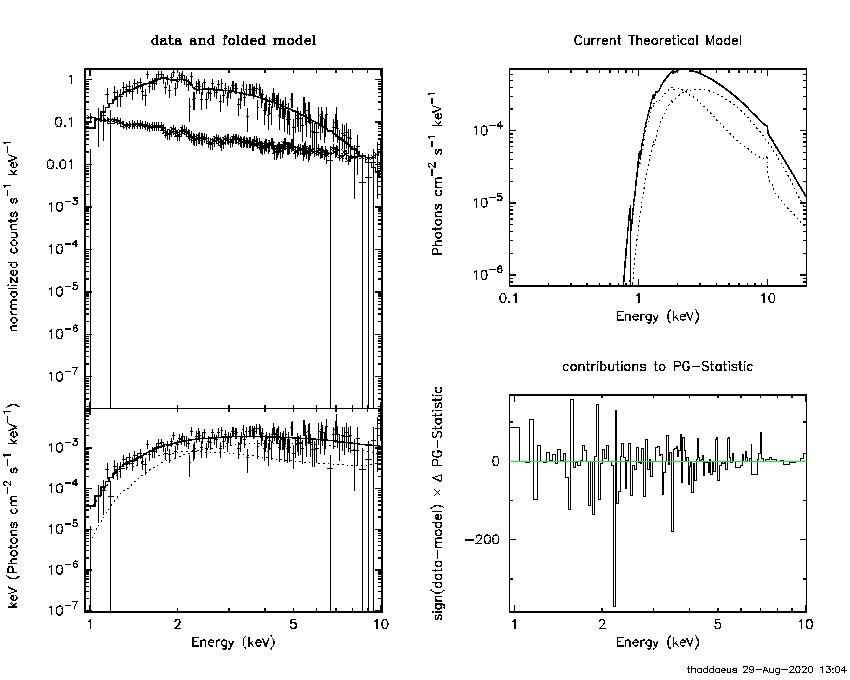 data and folded model
normalized counts s⁻¹ keV⁻¹
1
0.1
0.01
10⁻³
10⁻⁴
10⁻⁵
10⁻⁶
10⁻⁷
keV (Photons cm⁻² s⁻¹ keV⁻¹)
10⁻³
10⁻⁴
10⁻⁵
10⁻⁶
10⁻⁷
1 2 5 10
Energy (keV)
Current Theoretical Model
Photons cm⁻² s⁻¹ keV⁻¹
10⁻⁴
10⁻⁵
10⁻⁶
0.1 1 10
Energy (keV)
contributions to PG-Statistic
sign(data-model) × Δ PG-Statistic
0
-200
1 2 5 10
Energy (keV)
thaddaeus 29-Aug-2020 13:04